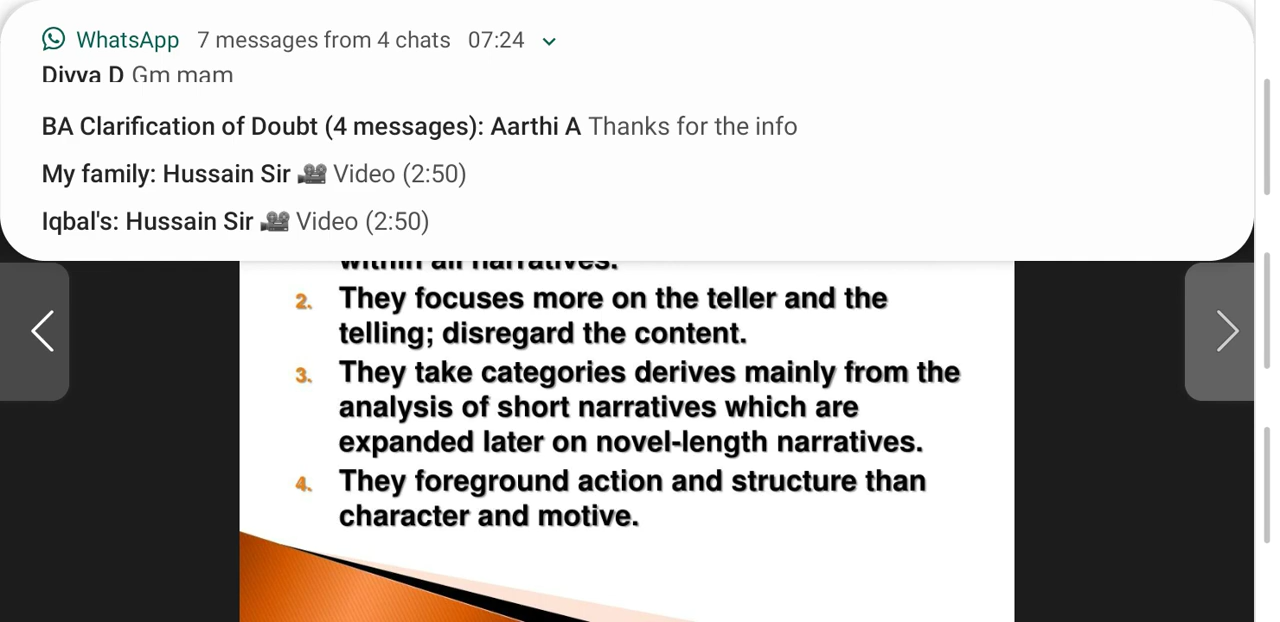 WhatsApp 7 messages from 4 chats 07:24
Divya D Gm mam
BA Clarification of Doubt (4 messages): Aarthi A Thanks for the info
My family: Hussain Sir 🎥 Video (2:50)
Iqbal's: Hussain Sir 🎥 Video (2:50)
within all narratives.
2. They focuses more on the teller and the
telling; disregard the content.
3. They take categories derives mainly from the
analysis of short narratives which are
expanded later on novel-length narratives.
4. They foreground action and structure than
character and motive.